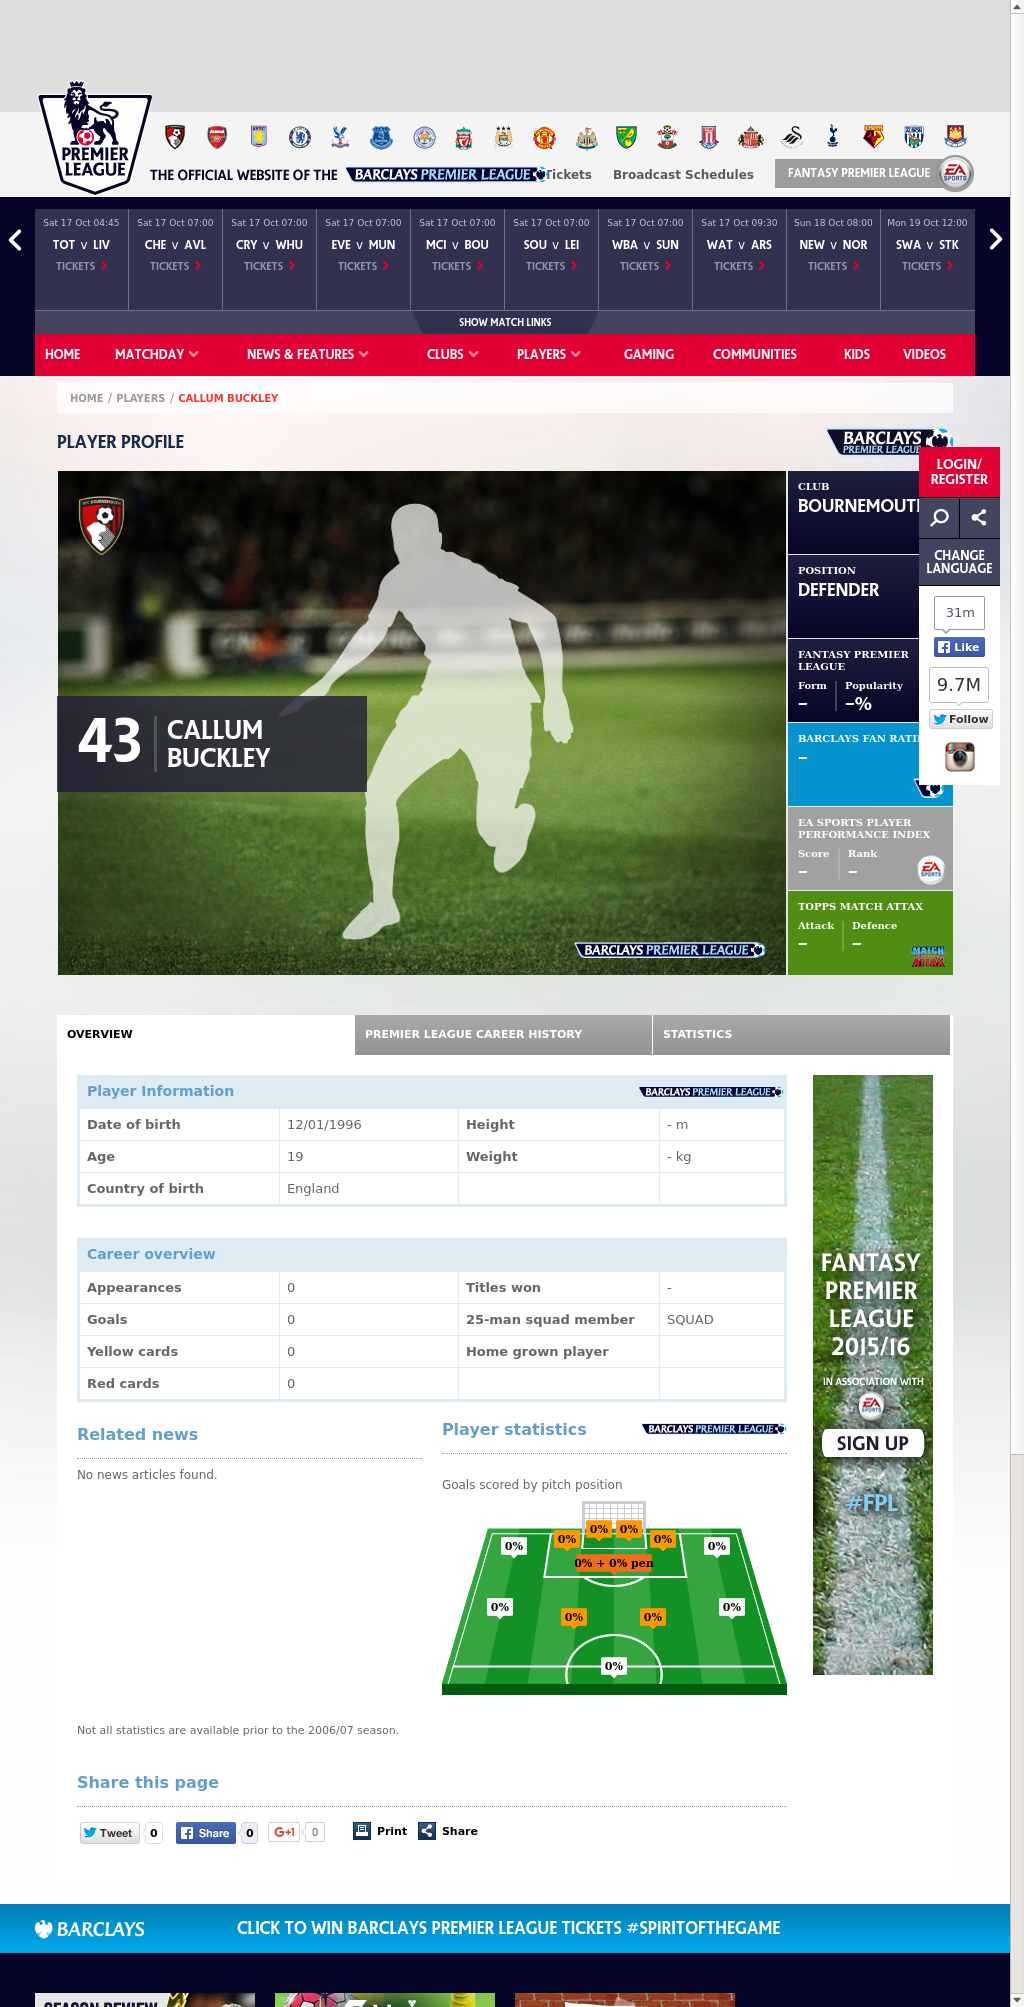 PREMIER
LEAGUE
THE OFFICIAL WEBSITE OF THE BARCLAYS PREMIER LEAGUE
Tickets
Broadcast Schedules
FANTASY PREMIER LEAGUE
EA
SPORTS
Sat 17 Oct 04:45
TOT v LIV
TICKETS
Sat 17 Oct 07:00
CHE v AVL
TICKETS
Sat 17 Oct 07:00
CRY v WHU
TICKETS
Sat 17 Oct 07:00
EVE v MUN
TICKETS
Sat 17 Oct 07:00
MCI v BOU
TICKETS
Sat 17 Oct 07:00
SOU v LEI
TICKETS
Sat 17 Oct 07:00
WBA v SUN
TICKETS
Sat 17 Oct 09:30
WAT v ARS
TICKETS
Sun 18 Oct 08:00
NEW v NOR
TICKETS
Mon 19 Oct 12:00
SWA v STK
TICKETS
SHOW MATCH LINKS
HOME
MATCHDAY
NEWS & FEATURES
CLUBS
PLAYERS
GAMING
COMMUNITIES
KIDS
VIDEOS
HOME / PLAYERS / CALLUM BUCKLEY
PLAYER PROFILE
BARCLAYS
PREMIER LEAGUE
43
CALLUM
BUCKLEY
BARCLAYS PREMIER LEAGUE
CLUB
BOURNEMOUTH
POSITION
DEFENDER
FANTASY PREMIER
LEAGUE
Form
Popularity
–
–%
BARCLAYS FAN RATI
–
EA SPORTS PLAYER
PERFORMANCE INDEX
Score
Rank
–
–
EA
SPORTS
TOPPS MATCH ATTAX
Attack
Defence
–
–
MATCH
ATTAX
LOGIN/
REGISTER
CHANGE
LANGUAGE
31m
Like
9.7M
Follow
OVERVIEW
PREMIER LEAGUE CAREER HISTORY
STATISTICS
Player Information
BARCLAYS PREMIER LEAGUE
Date of birth 12/01/1996 Height - m
Age 19 Weight - kg
Country of birth England
Career overview
Appearances 0 Titles won -
Goals 0 25-man squad member SQUAD
Yellow cards 0 Home grown player
Red cards 0
Related news
No news articles found.
Player statistics
BARCLAYS PREMIER LEAGUE
Goals scored by pitch position
0% 0%
0% 0%
0% 0%
0% + 0% pen
0% 0%
0% 0%
0%
FANTASY
PREMIER
LEAGUE
2015/16
IN ASSOCIATION WITH
EA
SPORTS
SIGN UP
#FPL
Not all statistics are available prior to the 2006/07 season.
Share this page
Tweet 0
Share 0
G+1 0
Print
Share
BARCLAYS
CLICK TO WIN BARCLAYS PREMIER LEAGUE TICKETS #SPIRITOFTHEGAME
SEASON REVIEW